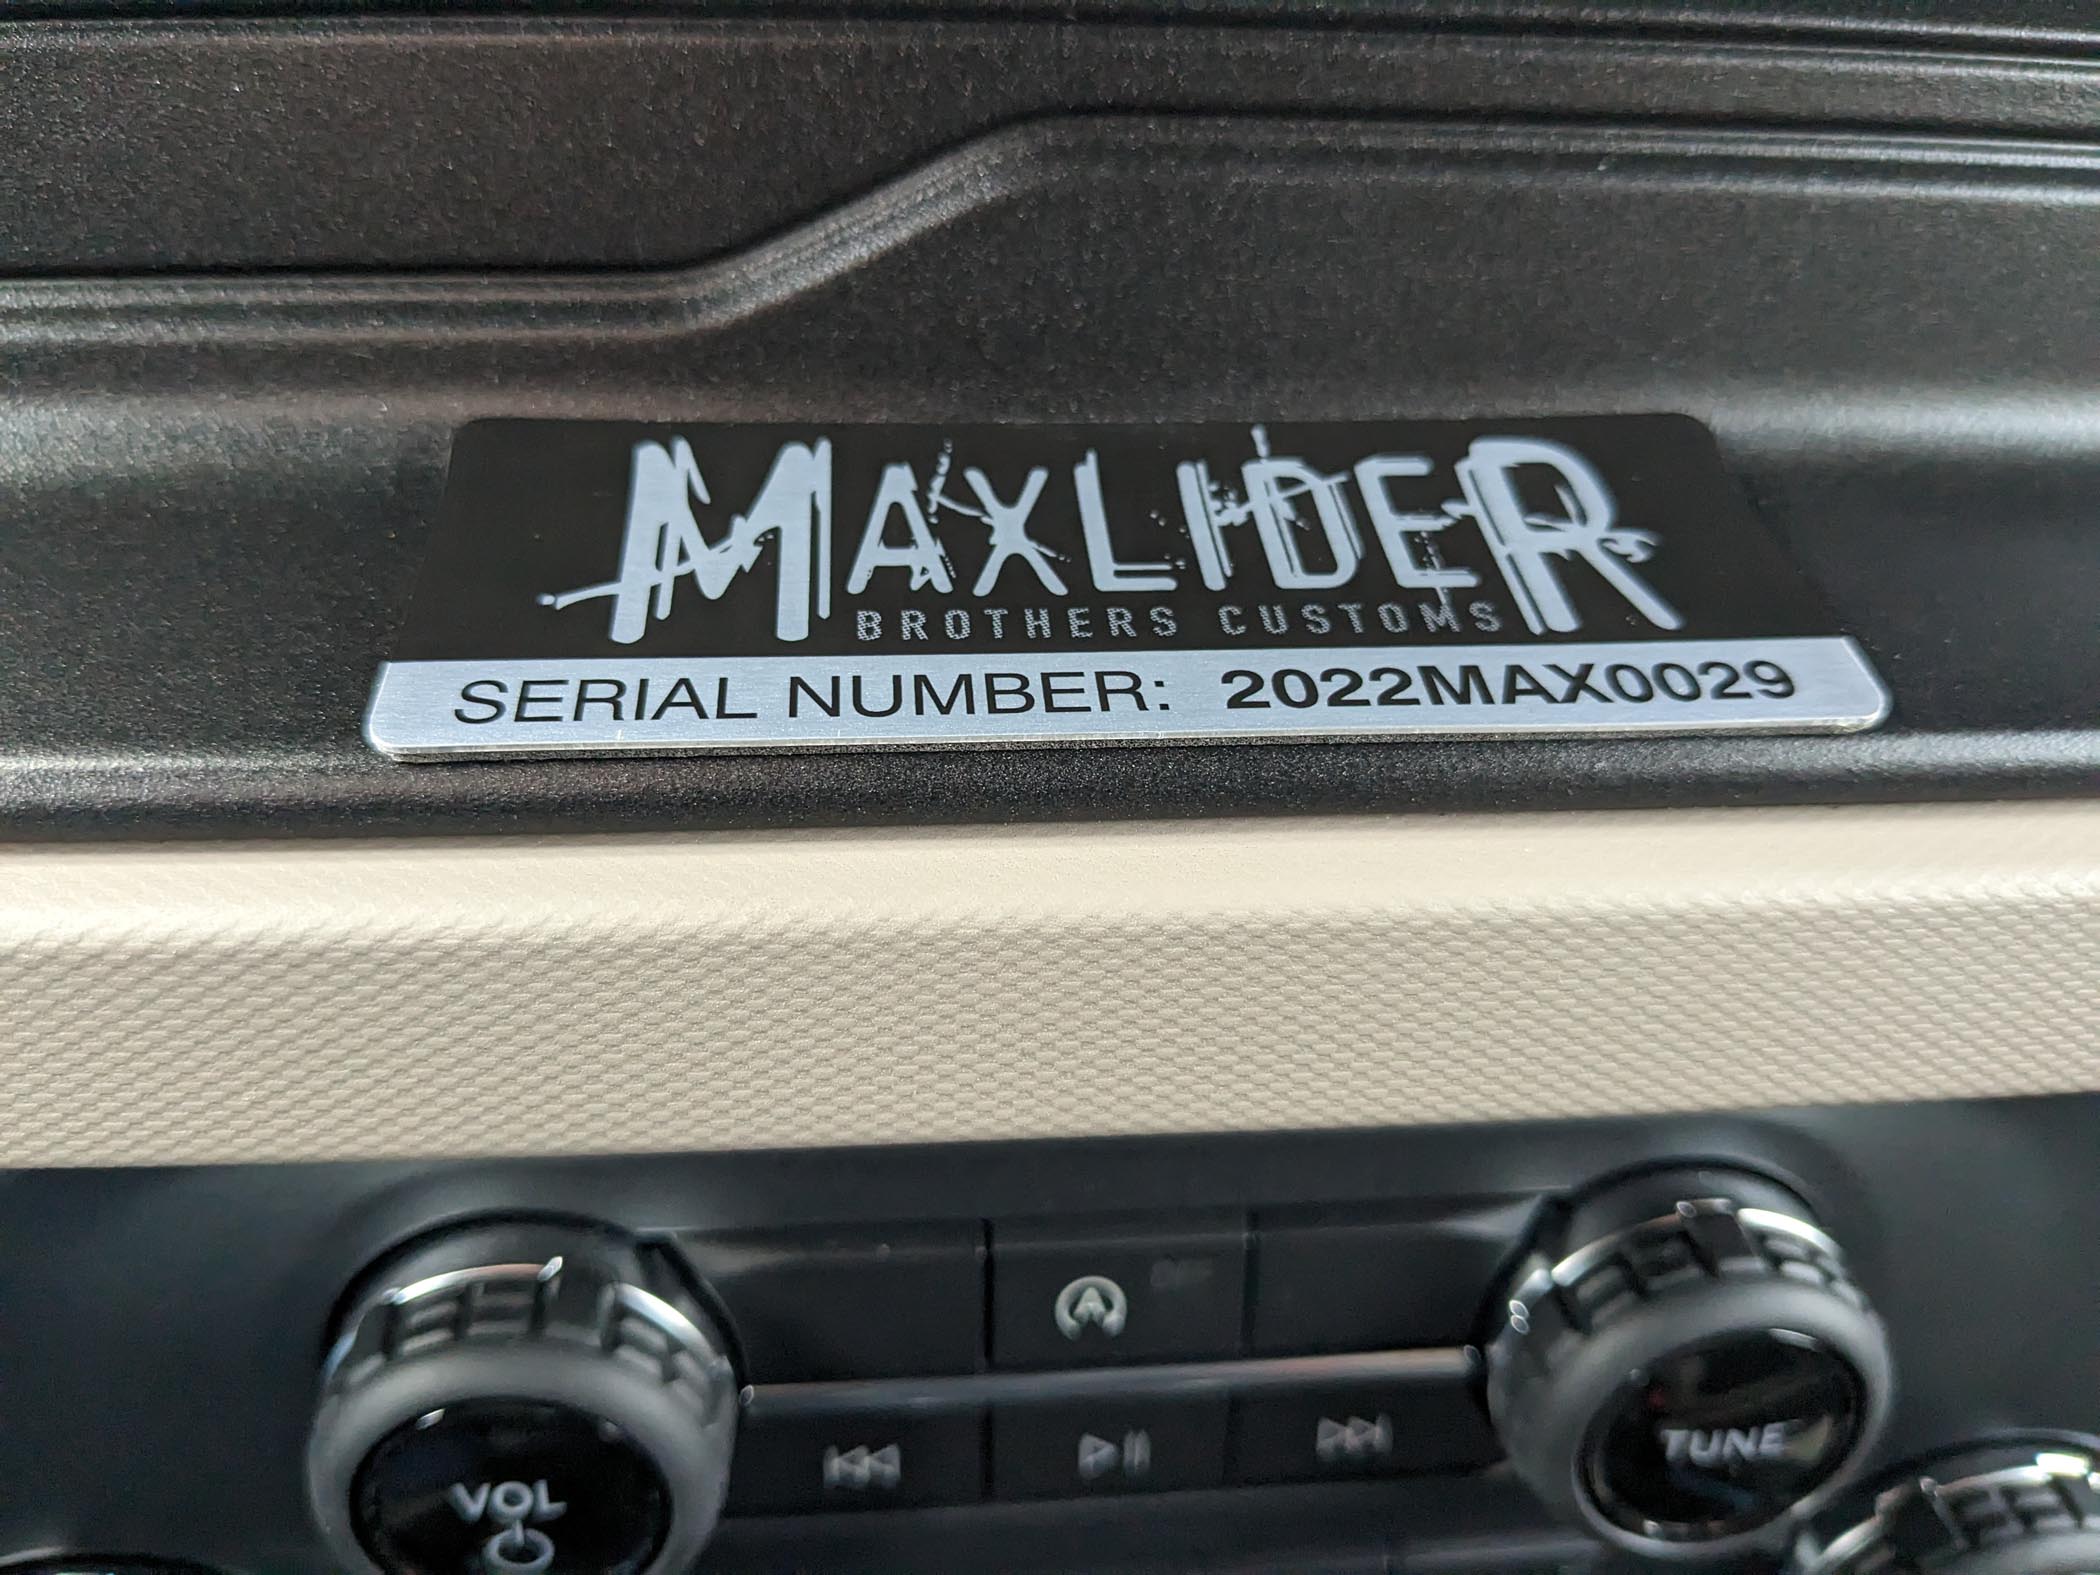 MAXLIDER
BROTHERS CUSTOMS
SERIAL NUMBER: 2022MAX0029
A
VOL
TUNE